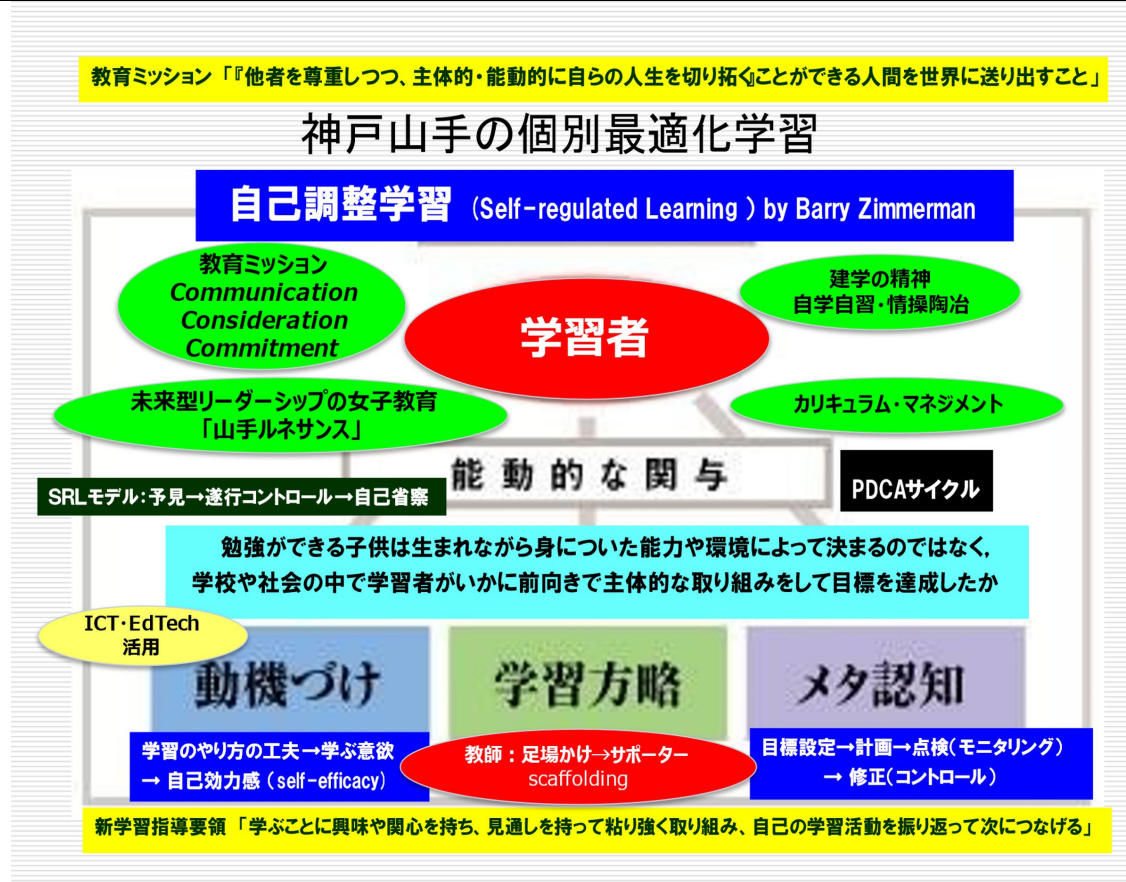 教育ミッション「『他者を尊重しつつ、主体的・能動的に自らの人生を切り拓く』ことができる人間を世界に送り出すこと」
神戸山手の個別最適化学習
自己調整学習 (Self-regulated Learning ) by Barry Zimmerman
教育ミッション
Communication
Consideration
Commitment
学習者
建学の精神
自学自習・情操陶冶
未来型リーダーシップの女子教育
「山手ルネサンス」
カリキュラム・マネジメント
能動的な関与
SRLモデル：予見→遂行コントロール→自己省察
PDCAサイクル
勉強ができる子供は生まれながら身についた能力や環境によって決まるのではなく，
学校や社会の中で学習者がいかに前向きで主体的な取り組みをして目標を達成したか
ICT・EdTech
活用
動機づけ
学習方略
メタ認知
学習のやり方の工夫→学ぶ意欲
→ 自己効力感（self-efficacy）
教師：足場かけ→サポーター
scaffolding
目標設定→計画→点検（モニタリング）
→ 修正（コントロール）
新学習指導要領「学ぶことに興味や関心を持ち、見通しを持って粘り強く取り組み、自己の学習活動を振り返って次につなげる」